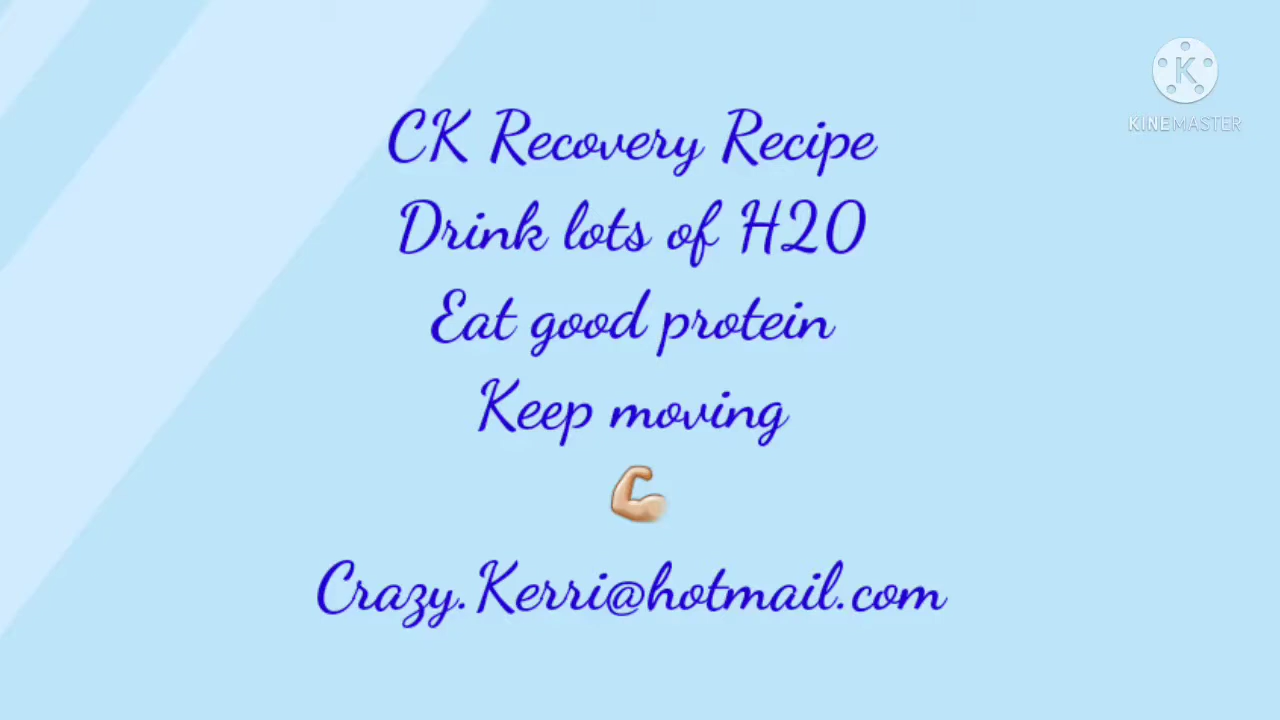 CK Recovery Recipe
Drink lots of H2O
Eat good protein
Keep moving
💪🏼
Crazy.Kerri@hotmail.com
K
KINEMASTER